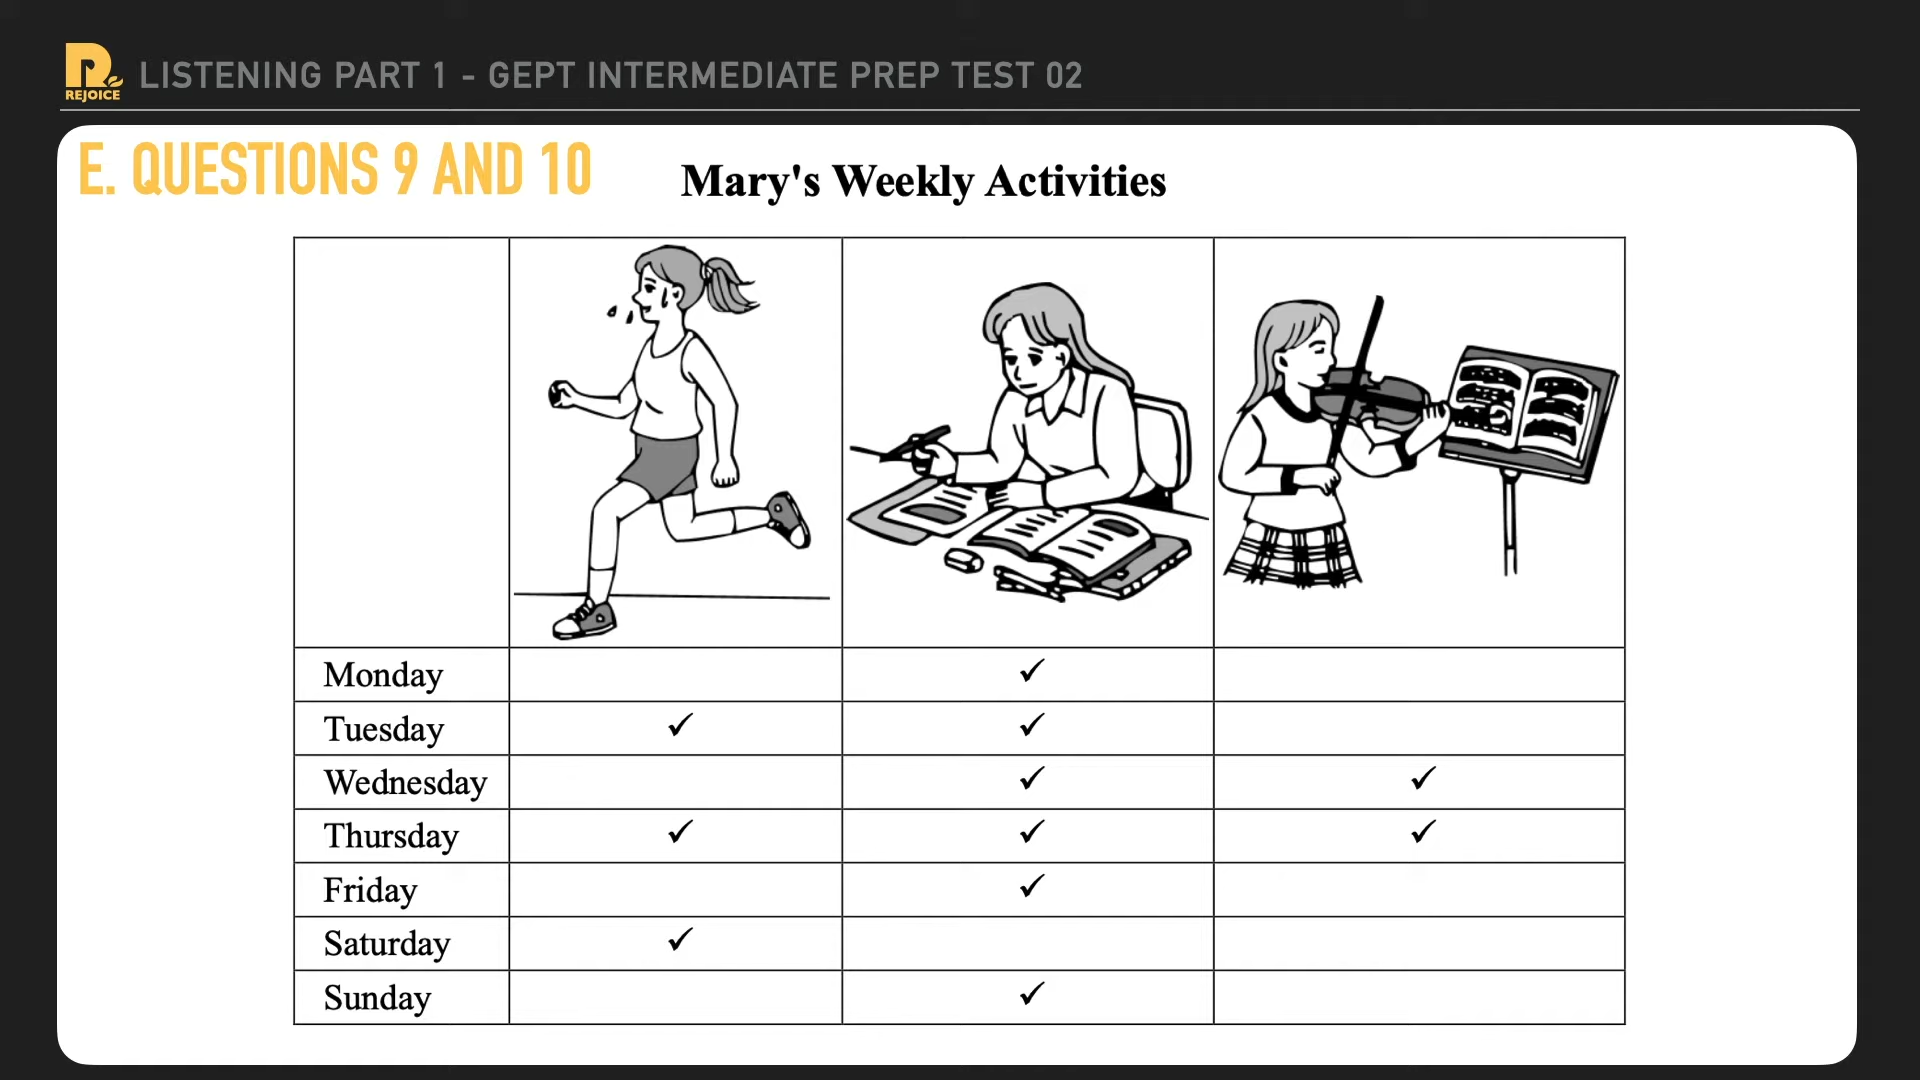 REJOICE
LISTENING PART 1 - GEPT INTERMEDIATE PREP TEST 02
E. QUESTIONS 9 AND 10
Mary's Weekly Activities
Monday ✓
Tuesday ✓ ✓
Wednesday ✓ ✓
Thursday ✓ ✓ ✓
Friday ✓
Saturday ✓
Sunday ✓